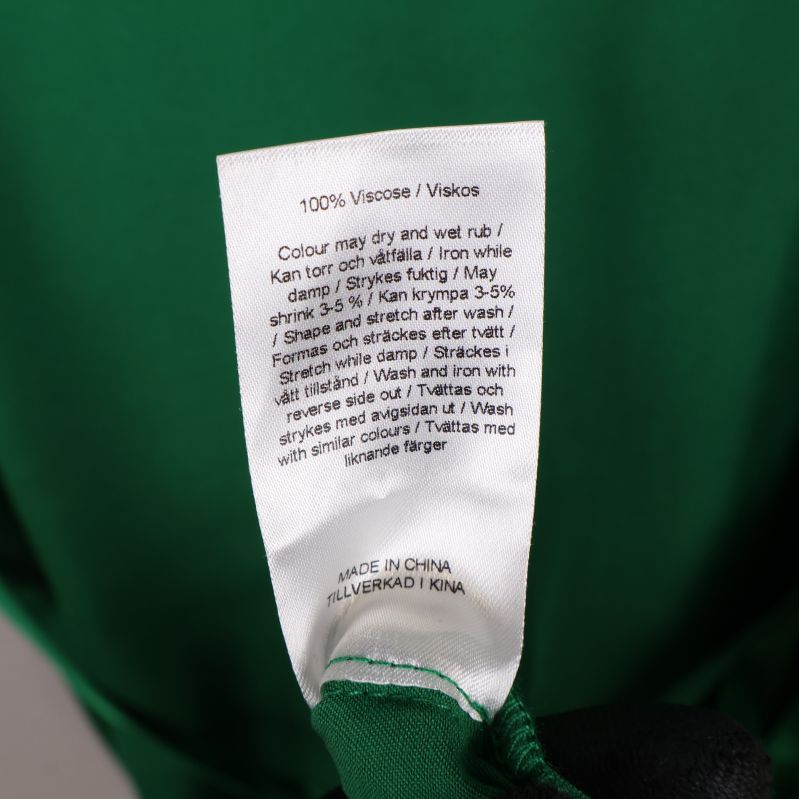 100% Viscose / Viskos
Colour may dry and wet rub /
Kan torr och våtfälla / Iron while
damp / Strykes fuktig / May
shrink 3-5 % / Kan krympa 3-5%
/ Shape and stretch after wash /
Formas och sträckes efter tvätt /
Stretch while damp / Sträckes i
vått tillstånd / Wash and iron with
reverse side out / Tvättas och
strykes med avigsidan ut / Wash
with similar colours / Tvättas med
liknande färger
MADE IN CHINA
TILLVERKAD I KINA